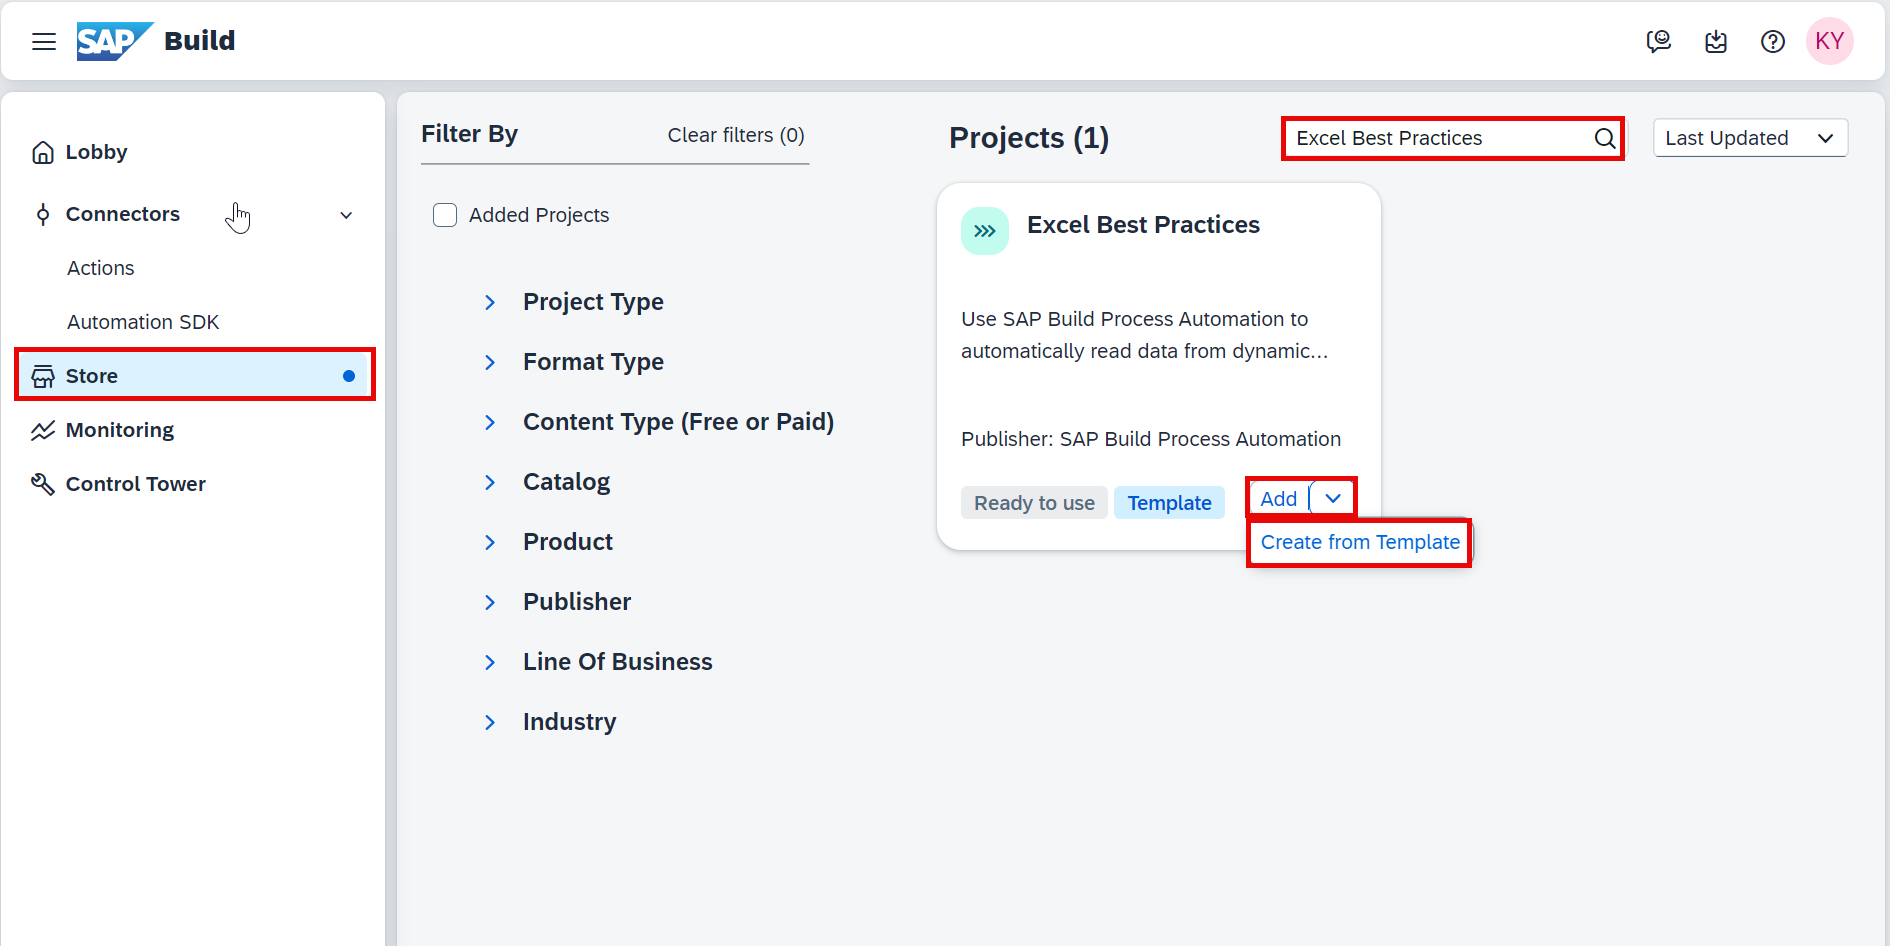 SAP Build
KY
Lobby
Connectors
Actions
Automation SDK
Store
Monitoring
Control Tower
Filter By
Clear filters (0)
Added Projects
Project Type
Format Type
Content Type (Free or Paid)
Catalog
Product
Publisher
Line Of Business
Industry
Projects (1)
Excel Best Practices
Last Updated
Excel Best Practices
Use SAP Build Process Automation to
automatically read data from dynamic...
Publisher: SAP Build Process Automation
Ready to use
Template
Add
Create from Template